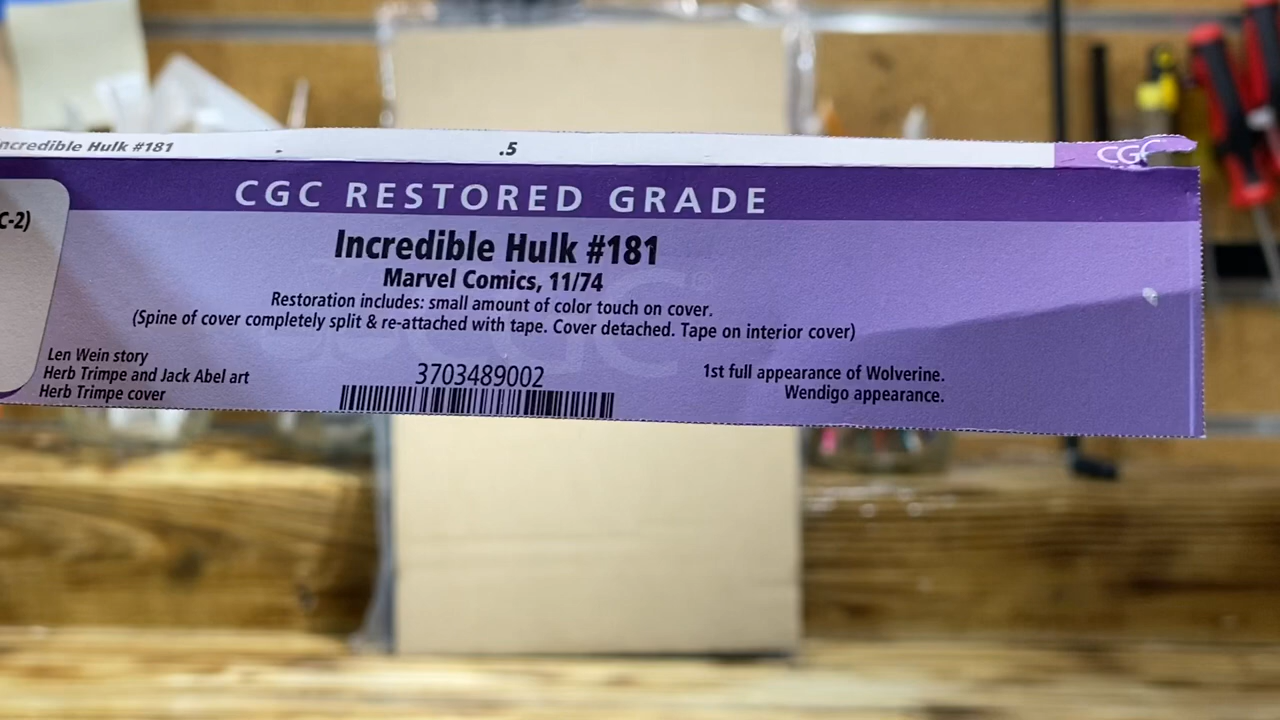 ncredible Hulk #181
.5
CGC
CGC RESTORED GRADE
C-2)
Incredible Hulk #181
Marvel Comics, 11/74
Restoration includes: small amount of color touch on cover.
(Spine of cover completely split & re-attached with tape. Cover detached. Tape on interior cover)
Len Wein story
Herb Trimpe and Jack Abel art
Herb Trimpe cover
3703489002
1st full appearance of Wolverine.
Wendigo appearance.